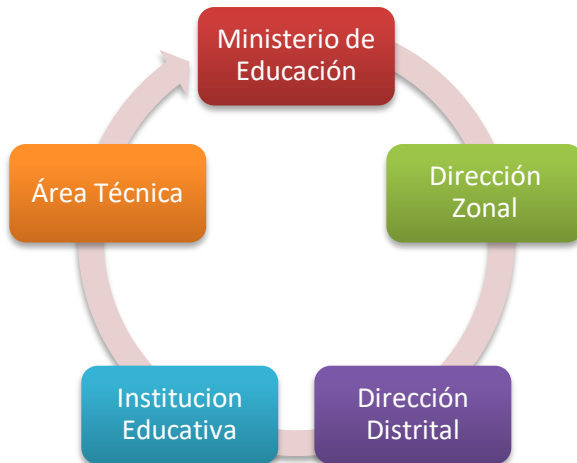 Ministerio de
Educación
Dirección
Zonal
Dirección
Distrital
Institucion
Educativa
Área Técnica